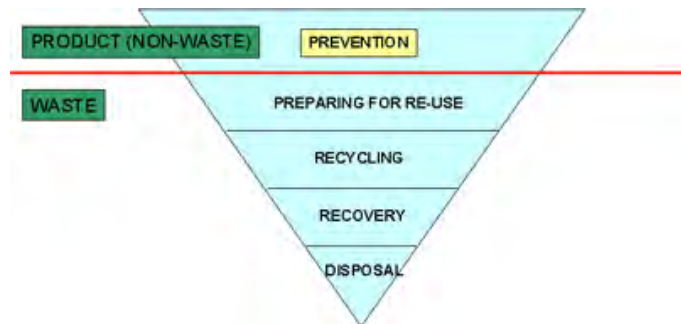 PRODUCT (NON-WASTE)
PREVENTION
WASTE
PREPARING FOR RE-USE
RECYCLING
RECOVERY
DISPOSAL